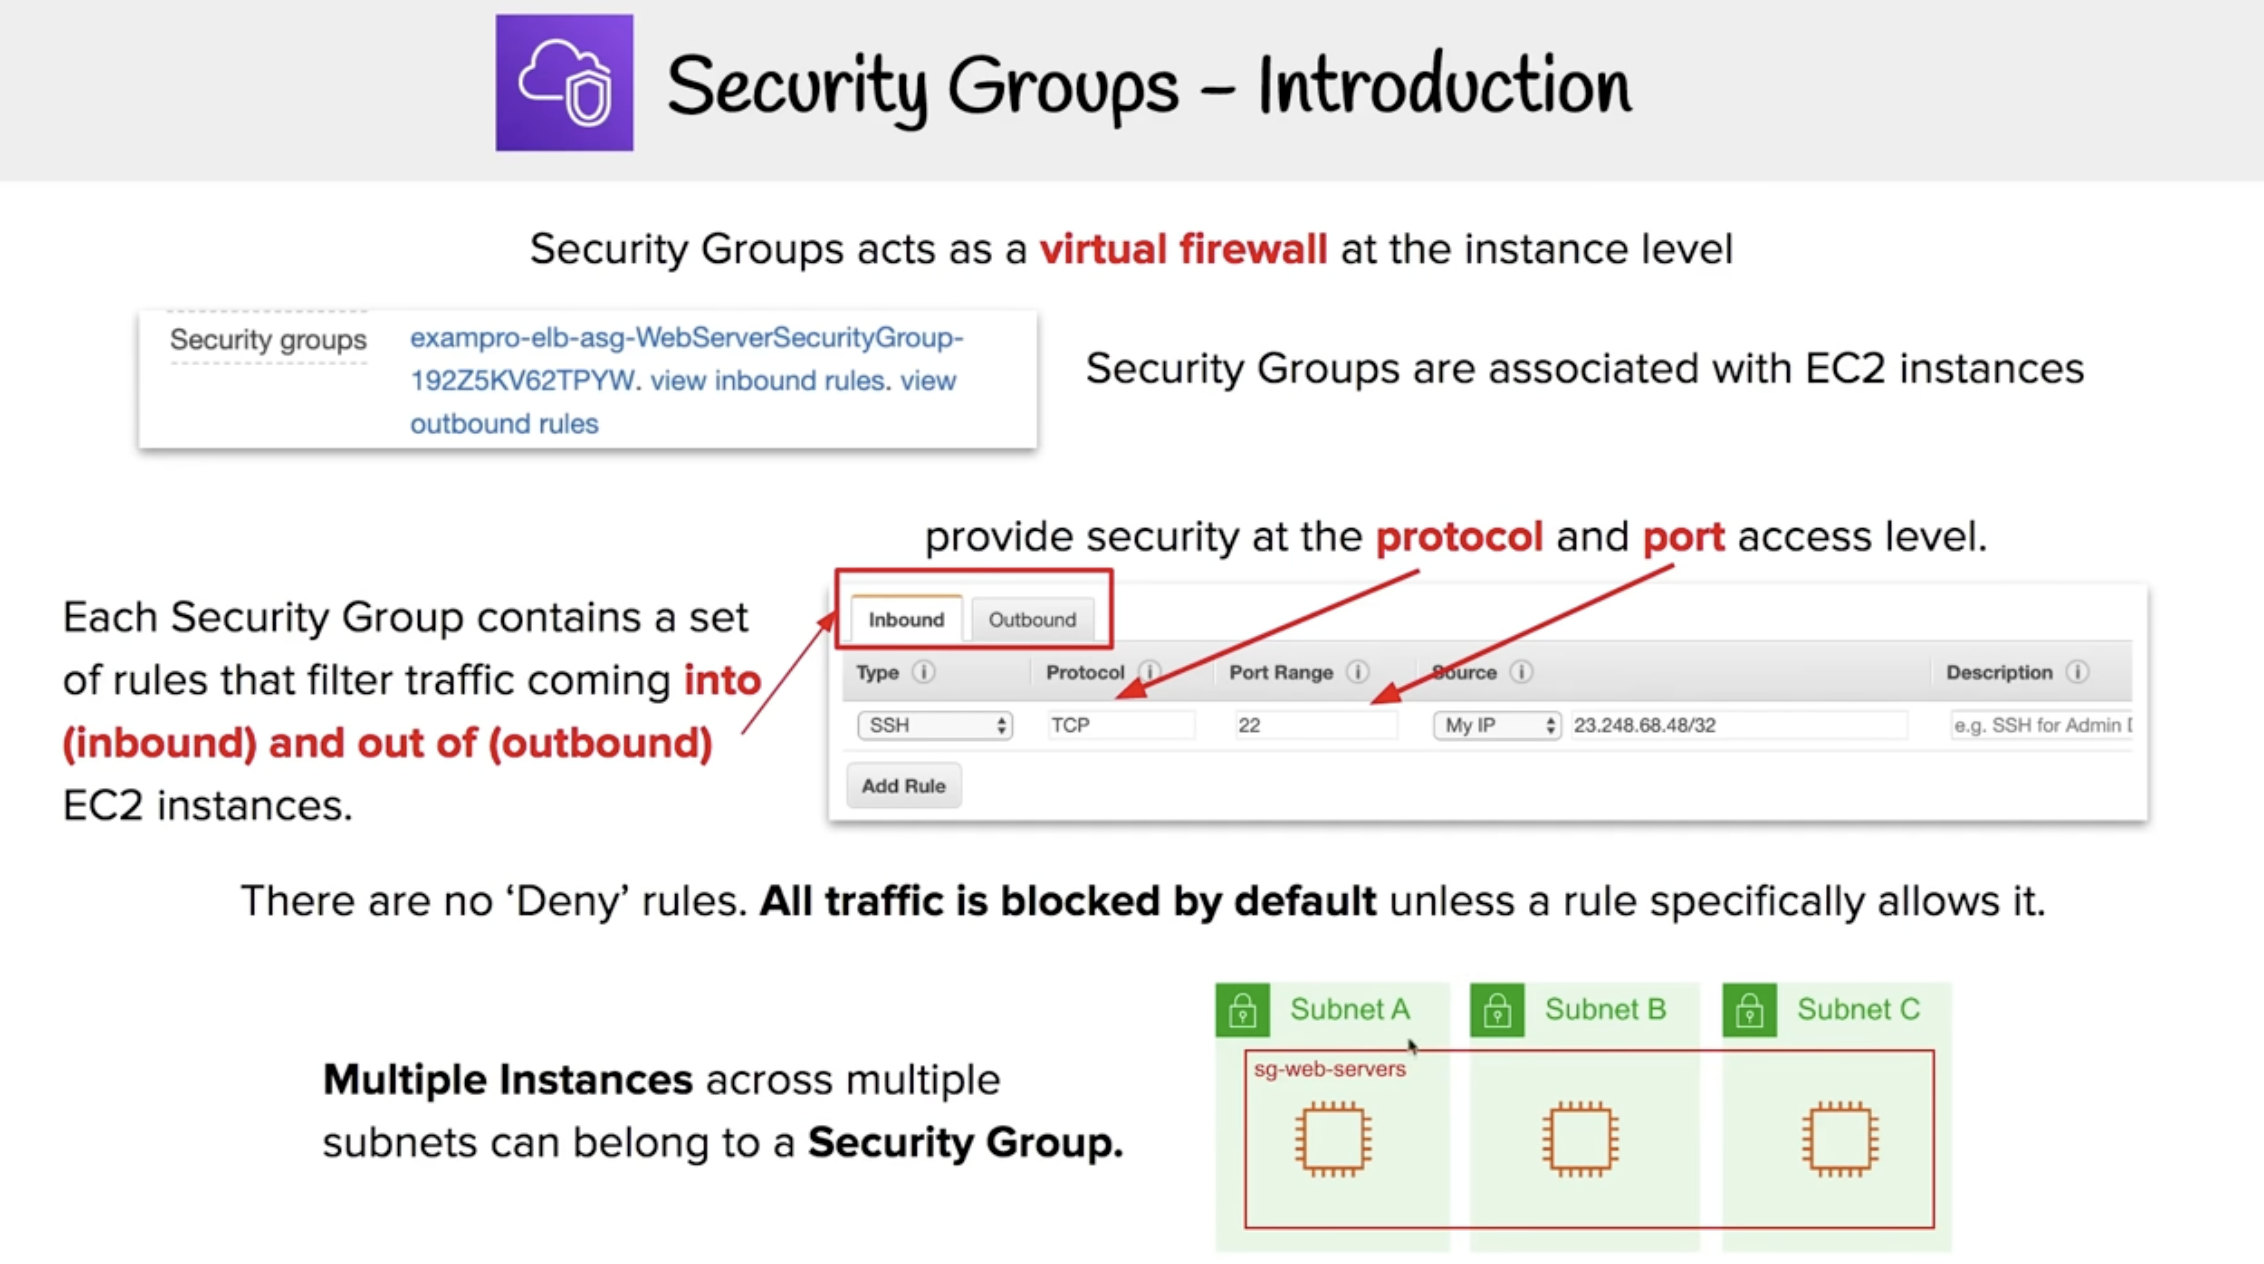 Security Groups – Introduction
Security Groups acts as a virtual firewall at the instance level
Security groups
exampro-elb-asg-WebServerSecurityGroup-
192Z5KV62TPYW. view inbound rules. view
outbound rules
Security Groups are associated with EC2 instances
provide security at the protocol and port access level.
Each Security Group contains a set
of rules that filter traffic coming into
(inbound) and out of (outbound)
EC2 instances.
Inbound Outbound
Type Protocol Port Range Source Description
SSH TCP 22 My IP 23.248.68.48/32 e.g. SSH for Admin
Add Rule
There are no ‘Deny’ rules. All traffic is blocked by default unless a rule specifically allows it.
Multiple Instances across multiple
subnets can belong to a Security Group.
Subnet A Subnet B Subnet C
sg-web-servers